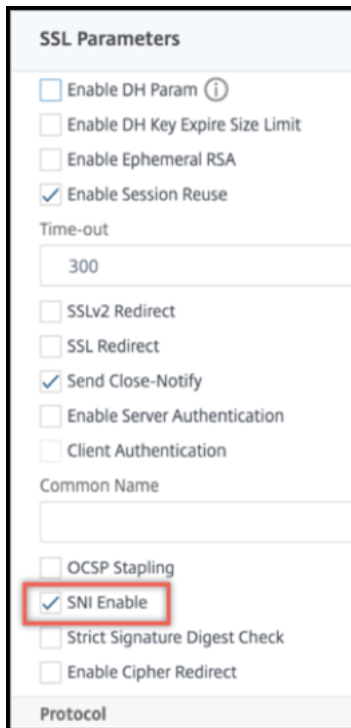 SSL Parameters
Enable DH Param
Enable DH Key Expire Size Limit
Enable Ephemeral RSA
Enable Session Reuse
Time-out
300
SSLv2 Redirect
SSL Redirect
Send Close-Notify
Enable Server Authentication
Client Authentication
Common Name
OCSP Stapling
SNI Enable
Strict Signature Digest Check
Enable Cipher Redirect
Protocol